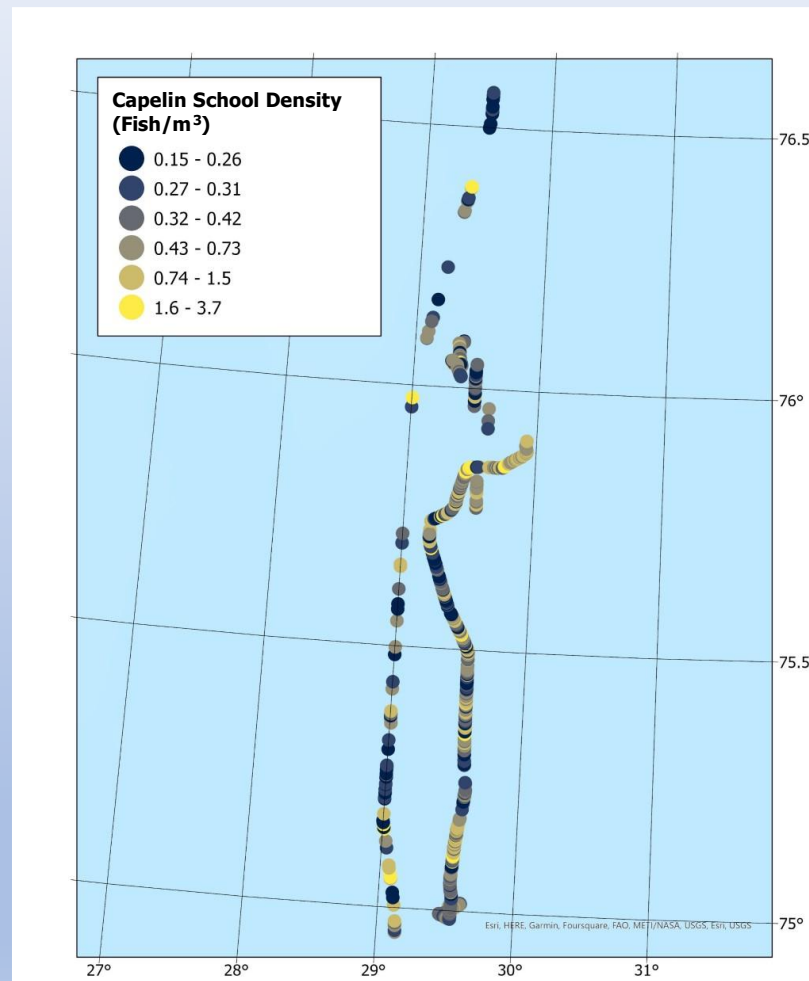 Capelin School Density
(Fish/m³)
0.15 - 0.26
0.27 - 0.31
0.32 - 0.42
0.43 - 0.73
0.74 - 1.5
1.6 - 3.7
76.5
76°
75.5
75°
Esri, HERE, Garmin, Foursquare, FAO, METI/NASA, USGS, Esri, USGS
27° 28° 29° 30° 31°